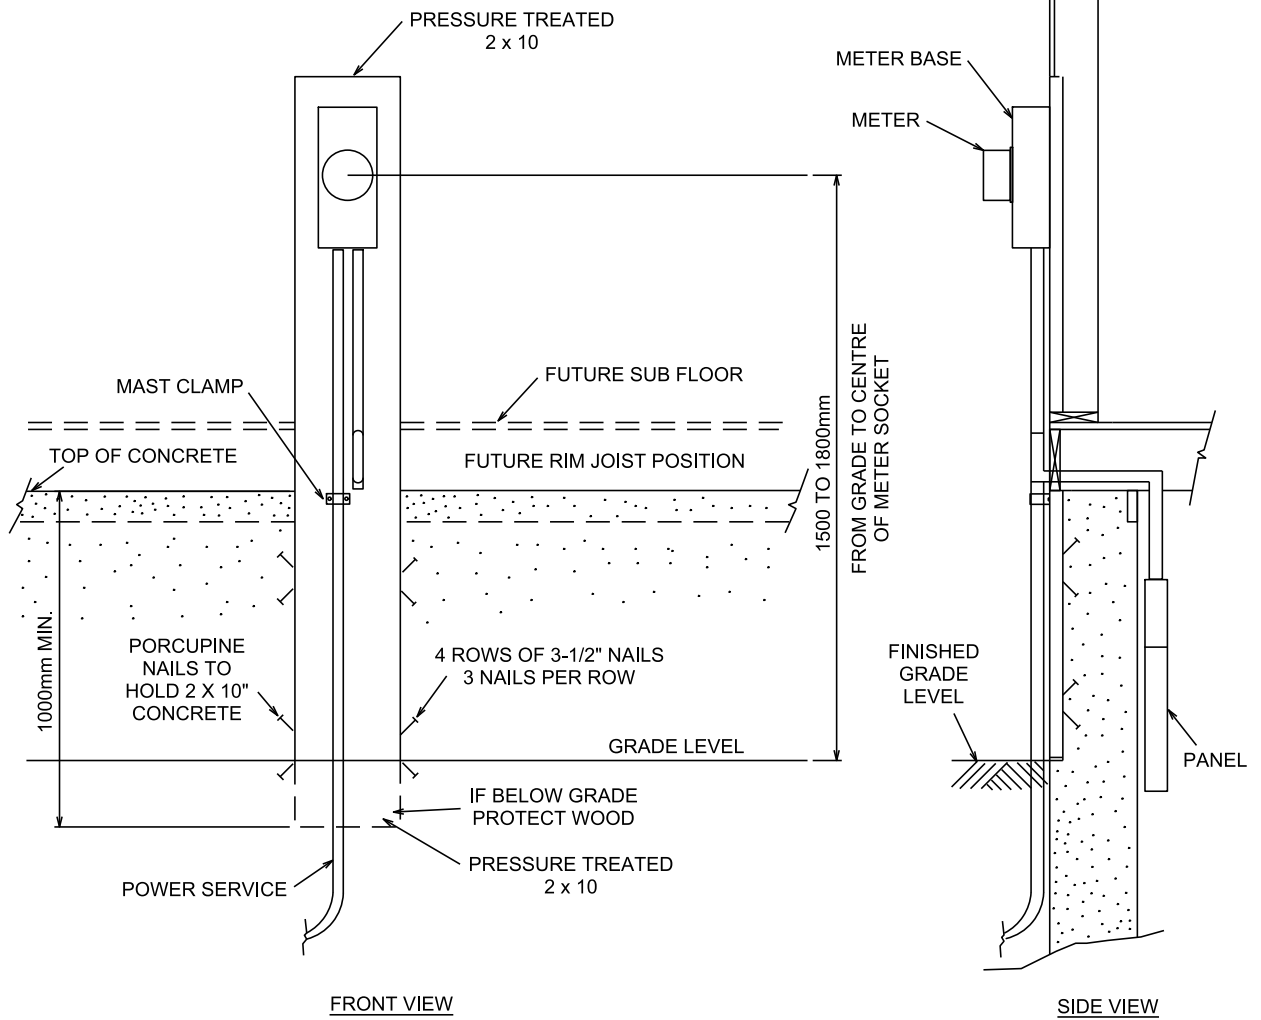 PRESSURE TREATED
2 x 10
METER BASE
METER
MAST CLAMP
FUTURE SUB FLOOR
TOP OF CONCRETE
FUTURE RIM JOIST POSITION
1500 TO 1800mm
FROM GRADE TO CENTRE
OF METER SOCKET
1000mm MIN.
PORCUPINE
NAILS TO
HOLD 2 X 10"
CONCRETE
4 ROWS OF 3-1/2" NAILS
3 NAILS PER ROW
FINISHED
GRADE
LEVEL
GRADE LEVEL
PANEL
IF BELOW GRADE
PROTECT WOOD
PRESSURE TREATED
2 x 10
POWER SERVICE
FRONT VIEW
SIDE VIEW